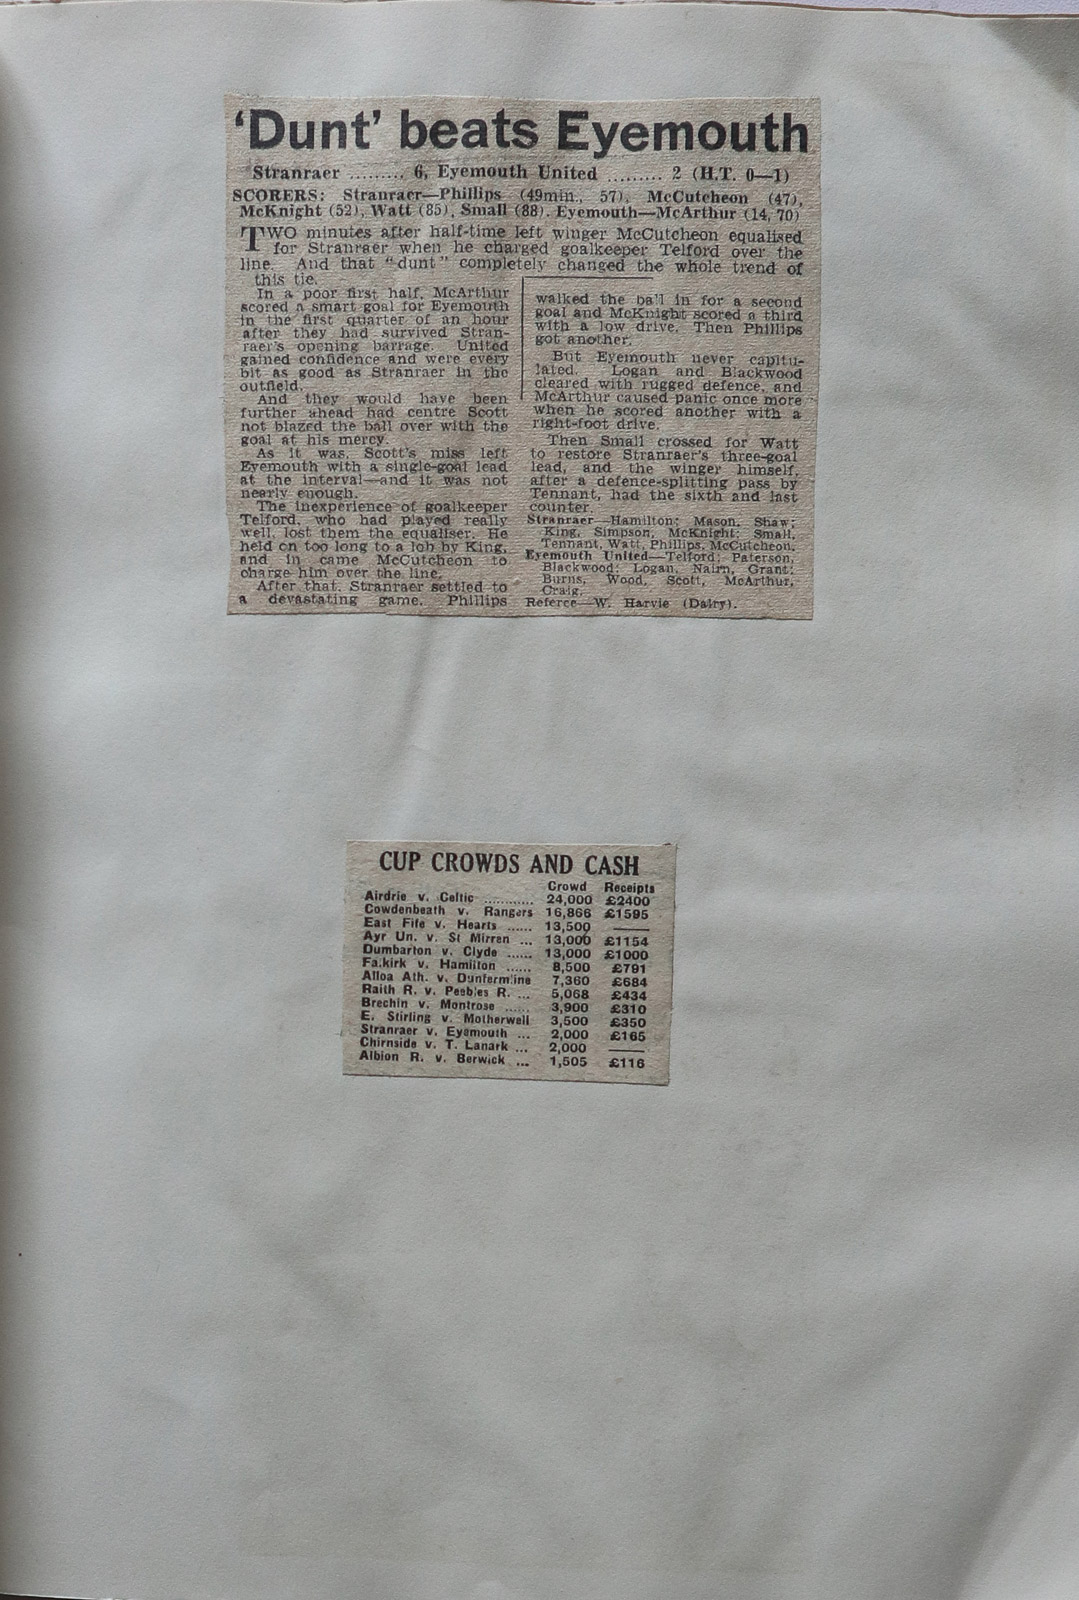 ‘Dunt’ beats Eyemouth
Stranraer ......... 6, Eyemouth United ......... 2 (H.T. 0—1)
SCORERS: Stranraer—Phillips (49min., 57), McCutcheon (47),
McKnight (52), Watt (85), Small (88). Eyemouth—McArthur (14, 70)
TWO minutes after half-time left winger McCutcheon equalised
for Stranraer when he charged goalkeeper Telford over the
line. And that “dunt” completely changed the whole trend of
this tie.
In a poor first half, McArthur
scored a smart goal for Eyemouth
in the first quarter of an hour
after they had survived Stran-
raer's opening barrage. United
gained confidence and were every
bit as good as Stranraer in the
outfield.
And they would have been
further ahead had centre Scott
not blazed the ball over with the
goal at his mercy.
As it was, Scott's miss left
Eyemouth with a single-goal lead
at the interval—and it was not
nearly enough.
The inexperience of goalkeeper
Telford, who had played really
well, lost them the equaliser. He
held on too long to a lob by King,
and in came McCutcheon to
charge him over the line.
After that, Stranraer settled to
a devastating game. Phillips
walked the ball in for a second
goal and McKnight scored a third
with a low drive. Then Phillips
got another.
But Eyemouth never capitu-
lated. Logan and Blackwood
cleared with rugged defence, and
McArthur caused panic once more
when he scored another with a
right-foot drive.
Then Small crossed for Watt
to restore Stranraer's three-goal
lead, and the winger himself,
after a defence-splitting pass by
Tennant, had the sixth and last
counter.
Stranraer—Hamilton; Mason, Shaw;
King, Simpson, McKnight; Small,
Tennant, Watt, Phillips, McCutcheon.
Eyemouth United—Telford; Paterson,
Blackwood; Logan, Nairn, Grant;
Burns, Wood, Scott, McArthur,
Craig.
Referee—W. Harvie (Dalry).
CUP CROWDS AND CASH
Crowd Receipts
Airdrie v. Celtic ............ 24,000 £2400
Cowdenbeath v. Rangers 16,866 £1595
East Fife v. Hearts ...... 13,500 ——
Ayr Un. v. St Mirren ... 13,000 £1154
Dumbarton v. Clyde ...... 13,000 £1000
Falkirk v. Hamilton ...... 8,500 £791
Alloa Ath. v. Dunfermline 7,360 £684
Raith R. v. Peebles R. ... 5,068 £434
Brechin v. Montrose ...... 3,900 £310
E. Stirling v. Motherwell 3,500 £350
Stranraer v. Eyemouth ... 2,000 £165
Chirnside v. T. Lanark ... 2,000 ——
Albion R. v. Berwick ... 1,505 £116